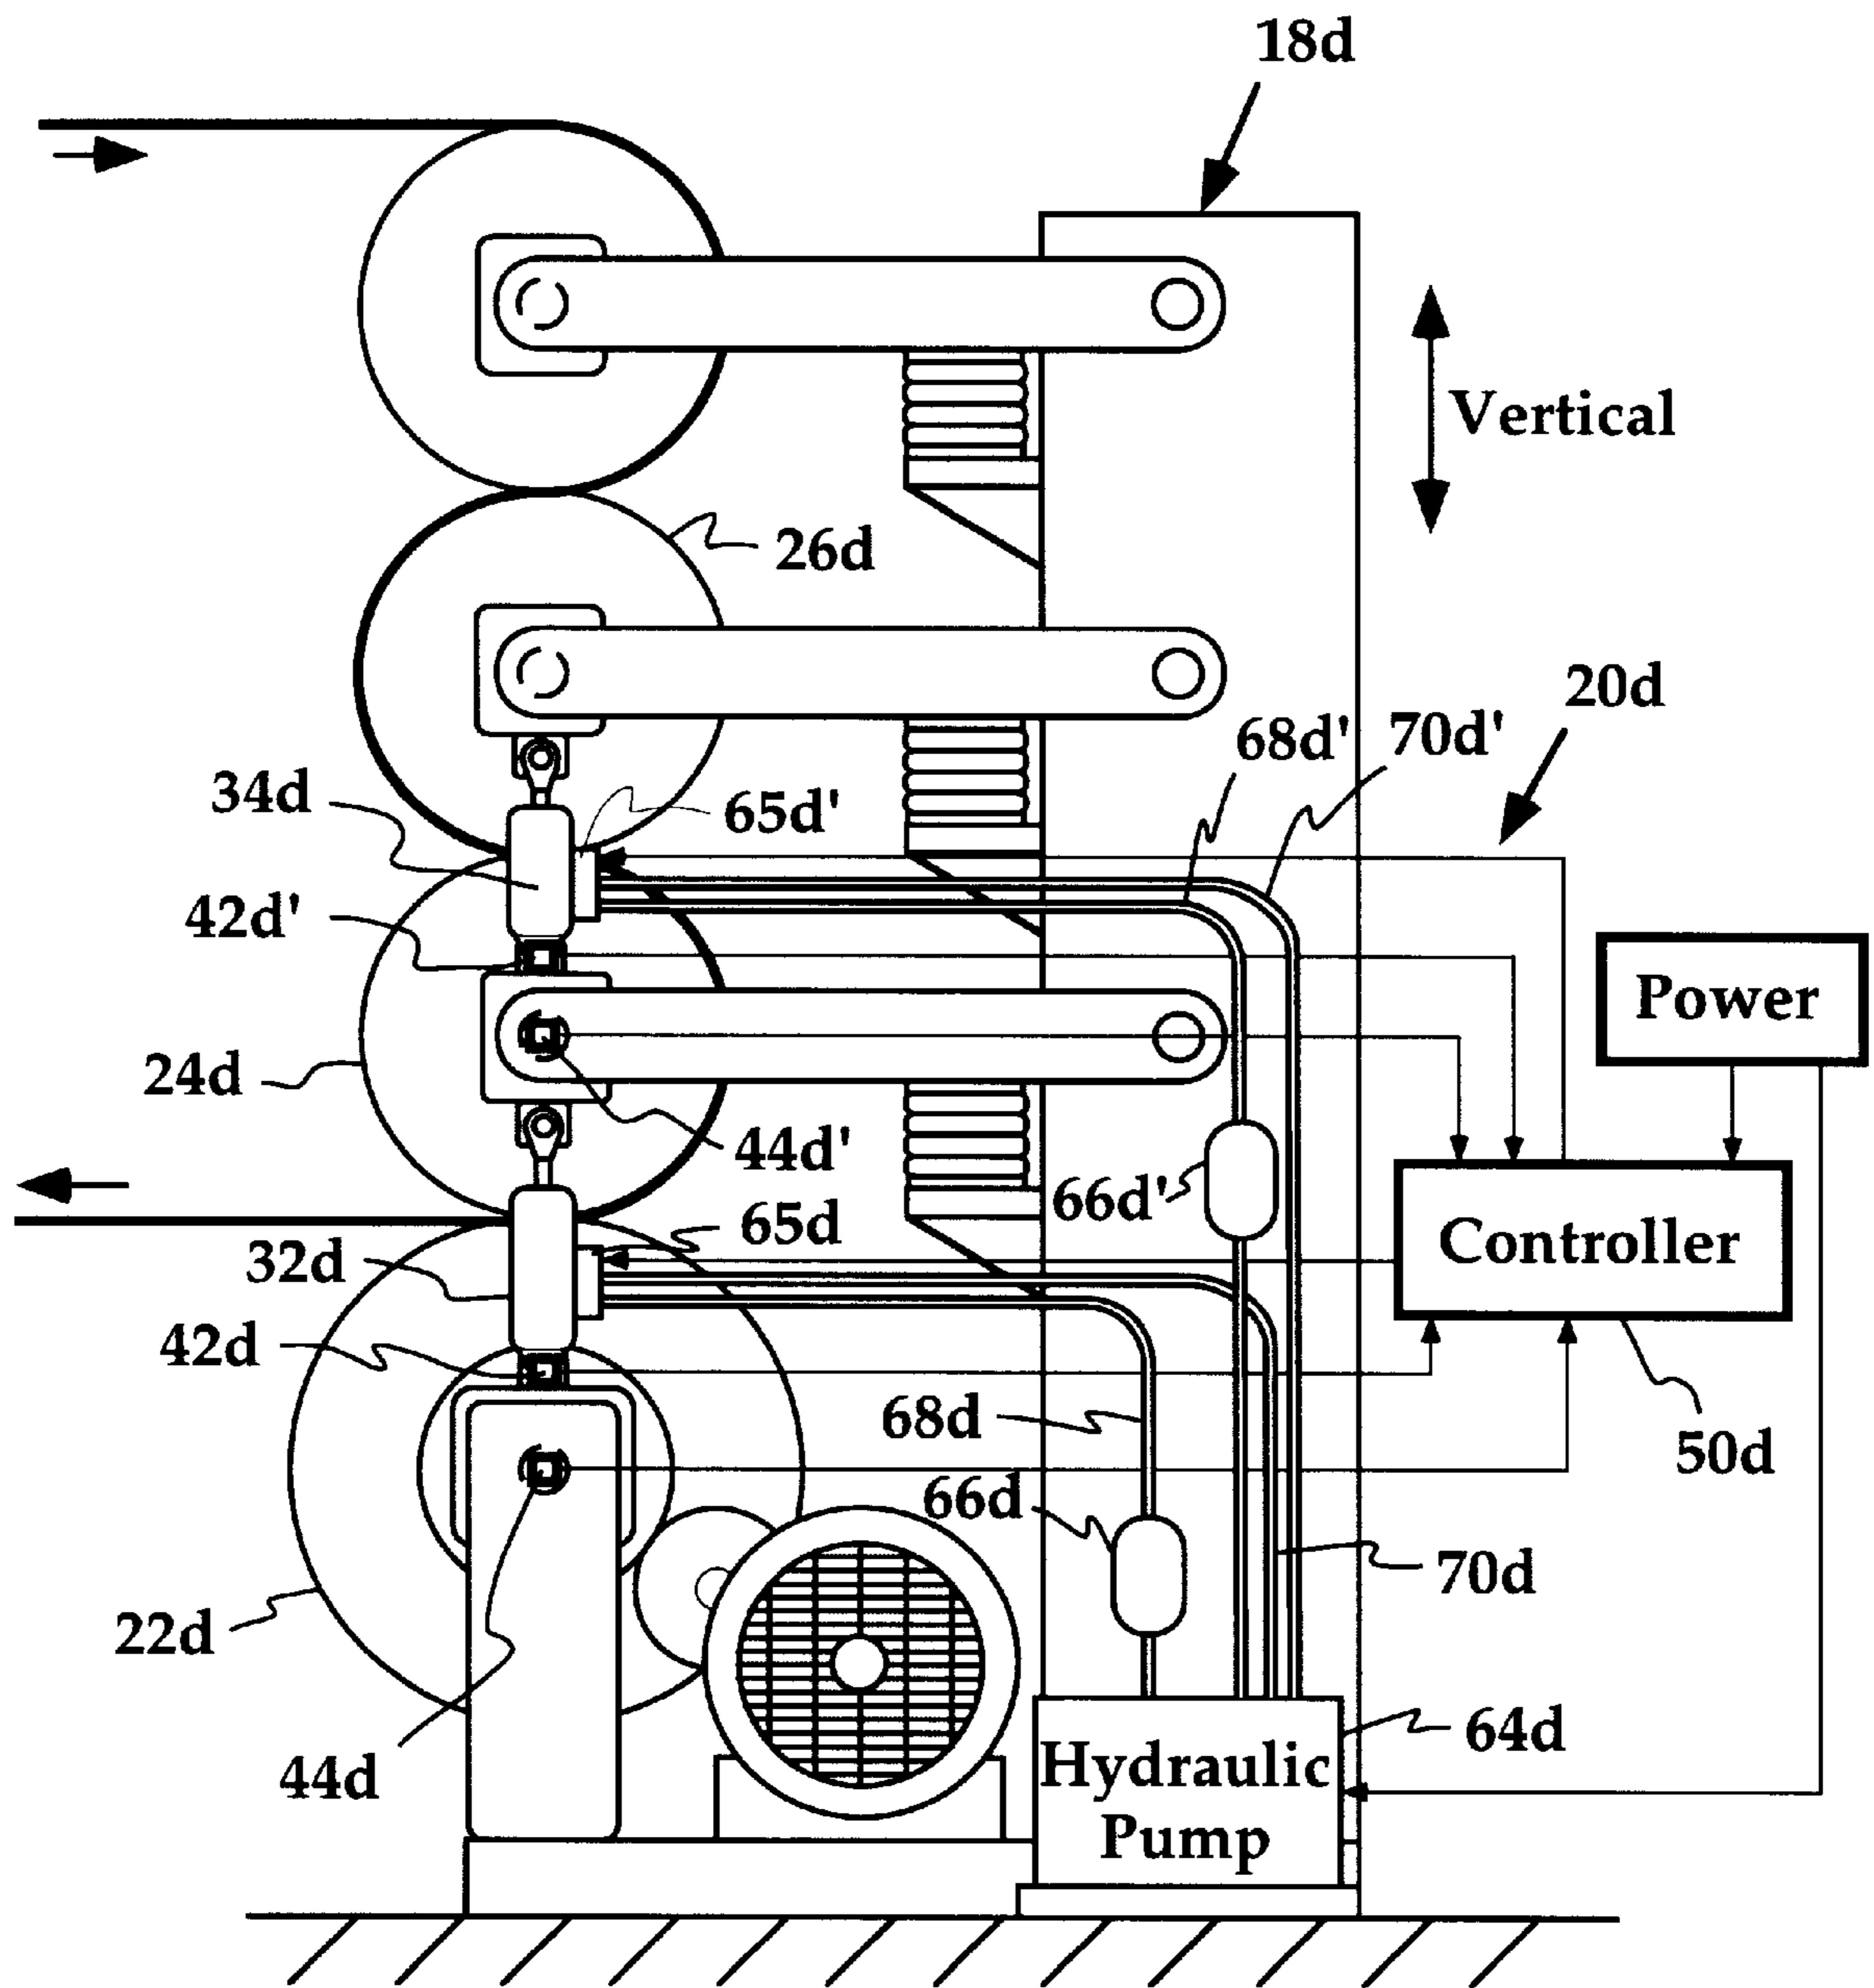 18d
Vertical
26d
20d
68d'
70d'
34d
65d'
42d'
Power
24d
44d'
66d'
65d
Controller
32d
42d
68d
50d
66d
70d
22d
64d
44d
Hydraulic
Pump